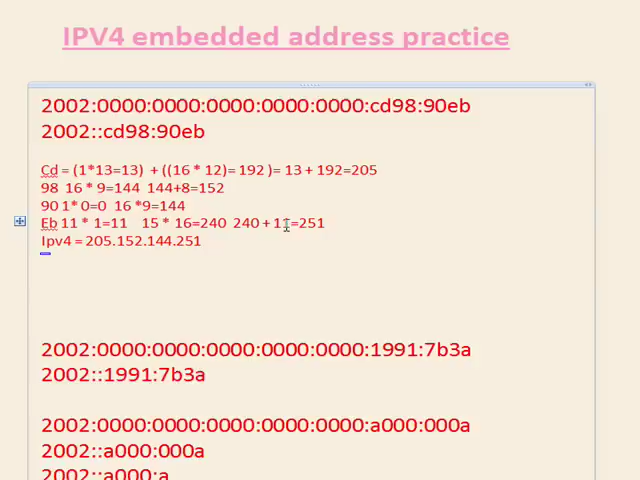 IPV4 embedded address practice
2002:0000:0000:0000:0000:0000:cd98:90eb
2002::cd98:90eb
Cd = (1*13=13) + ((16 * 12)= 192 )= 13 + 192=205
98 16 * 9=144 144+8=152
90 1* 0=0 16 *9=144
Eb 11 * 1=11 15 * 16=240 240 + 11=251
Ipv4 = 205.152.144.251
2002:0000:0000:0000:0000:0000:1991:7b3a
2002::1991:7b3a
2002:0000:0000:0000:0000:0000:a000:000a
2002::a000:000a
2002::a000:a